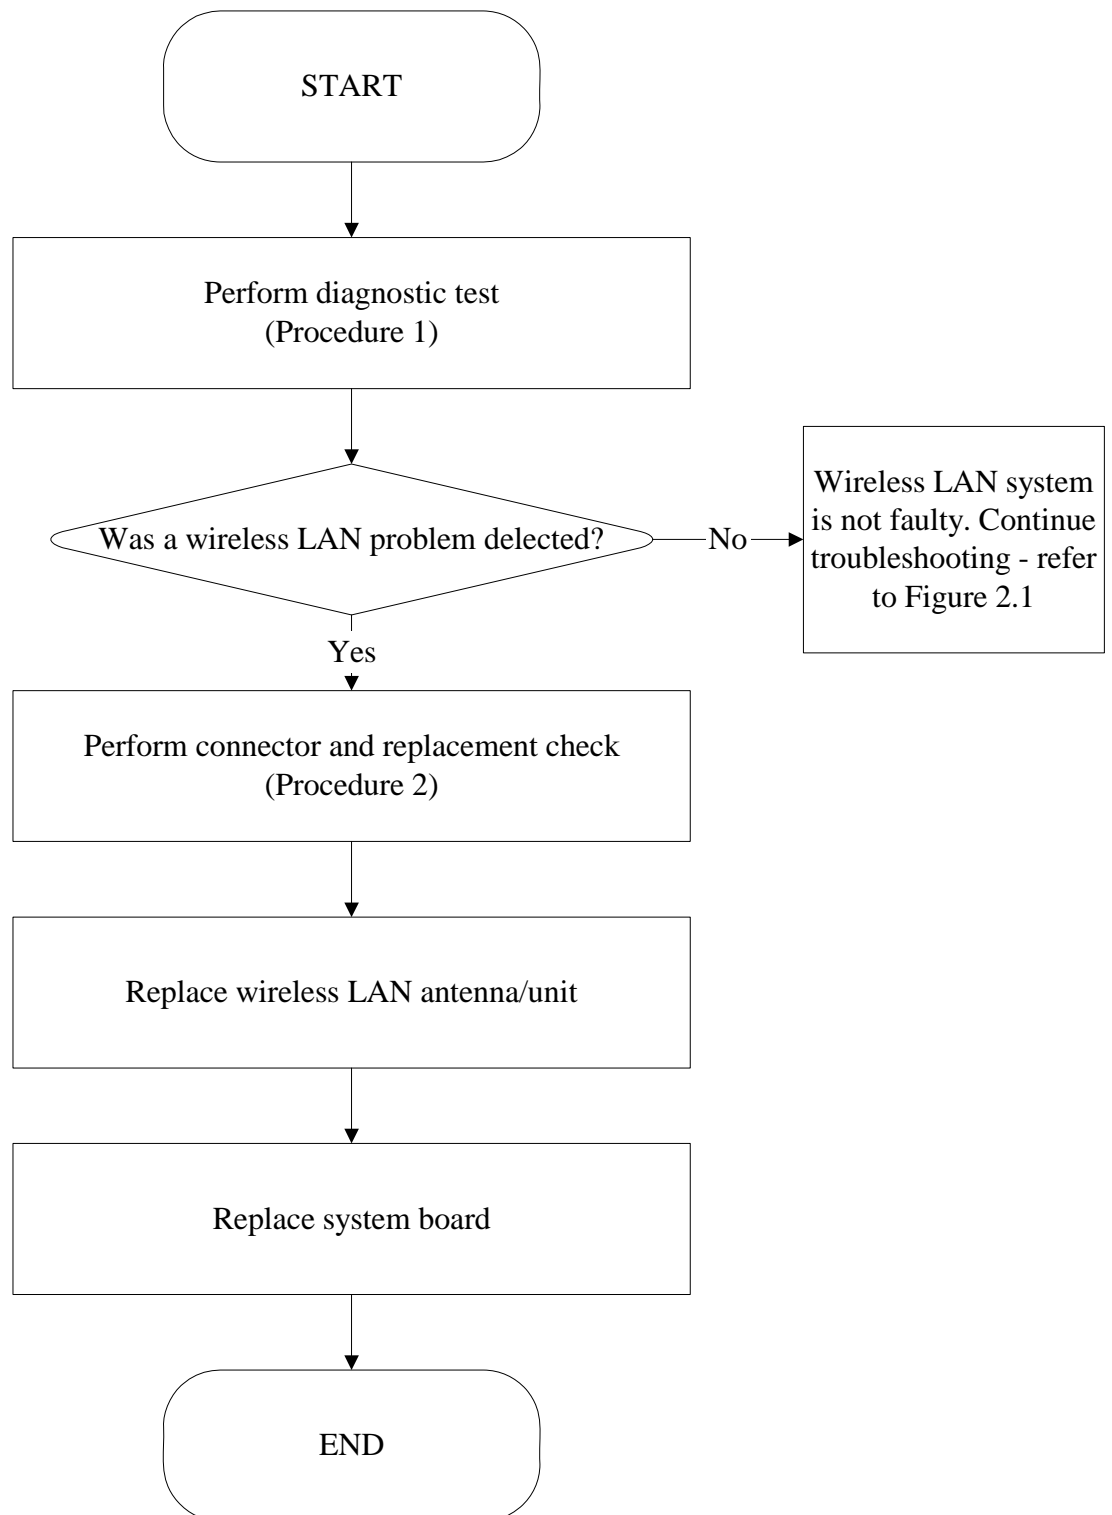 START
Perform diagnostic test
(Procedure 1)
Was a wireless LAN problem delected?
No
Wireless LAN system
is not faulty. Continue
troubleshooting - refer
to Figure 2.1
Yes
Perform connector and replacement check
(Procedure 2)
Replace wireless LAN antenna/unit
Replace system board
END